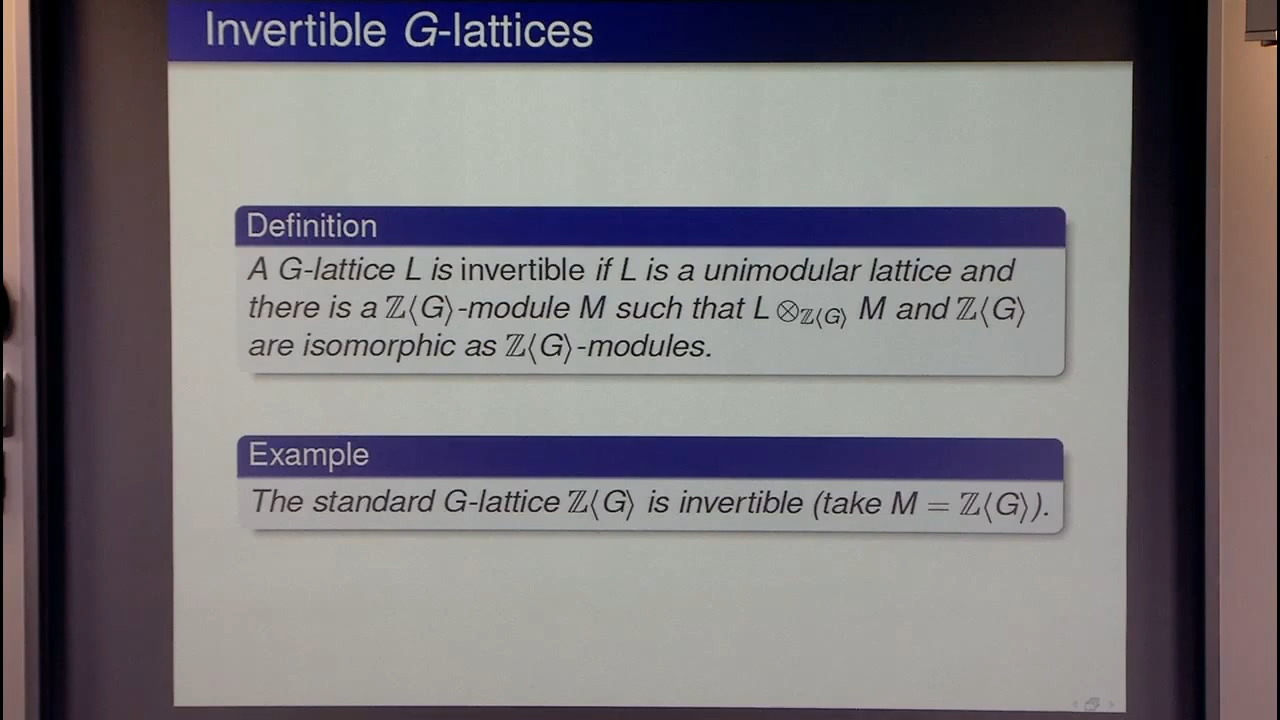 Invertible G-lattices
Definition
A G-lattice L is invertible if L is a unimodular lattice and
there is a ℤ⟨G⟩-module M such that L ⊗ℤ⟨G⟩ M and ℤ⟨G⟩
are isomorphic as ℤ⟨G⟩-modules.
Example
The standard G-lattice ℤ⟨G⟩ is invertible (take M = ℤ⟨G⟩).